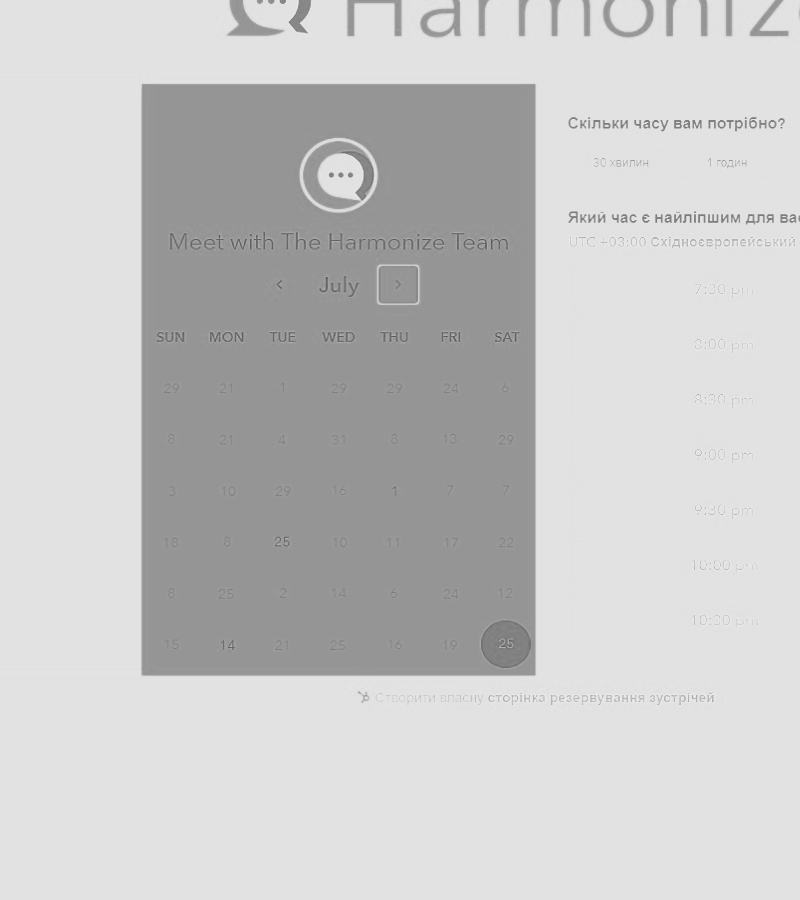 Harmoniz
Meet with The Harmonize Team
July
SUN MON TUE WED THU FRI SAT
29 21 1 29 29 24 6
8 21 4 31 8 13 29
3 10 29 16 1 7 7
18 8 25 10 11 17 22
8 25 2 14 6 24 12
15 14 21 25 16 19 25
Скільки часу вам потрібно?
30 хвилин 1 годин
Який час є найліпшим для вас
UTC +03:00 Східноєвропейський
7:30 pm
8:00 pm
8:30 pm
9:00 pm
9:30 pm
10:00 pm
10:30 pm
Створити власну сторінка резервування зустрічей